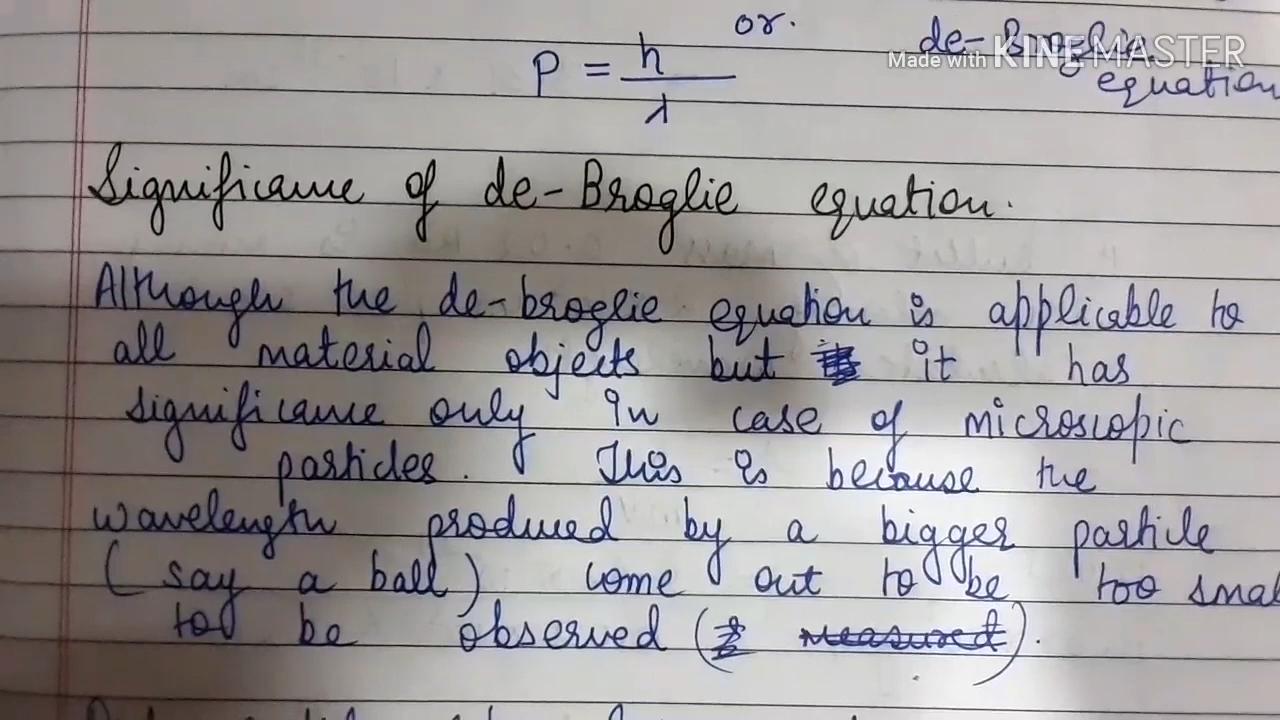 or. de-Broglie
Made with KINEMASTER
P = h
λ
equation
Significance of de-Broglie equation.
Although the de-broglie equation is applicable to
all material objects but it has
significance only in case of microscopic
particles. This is because the
wavelength produced by a bigger particle
( say a ball) come out to be too smal
to be observed ( measured).